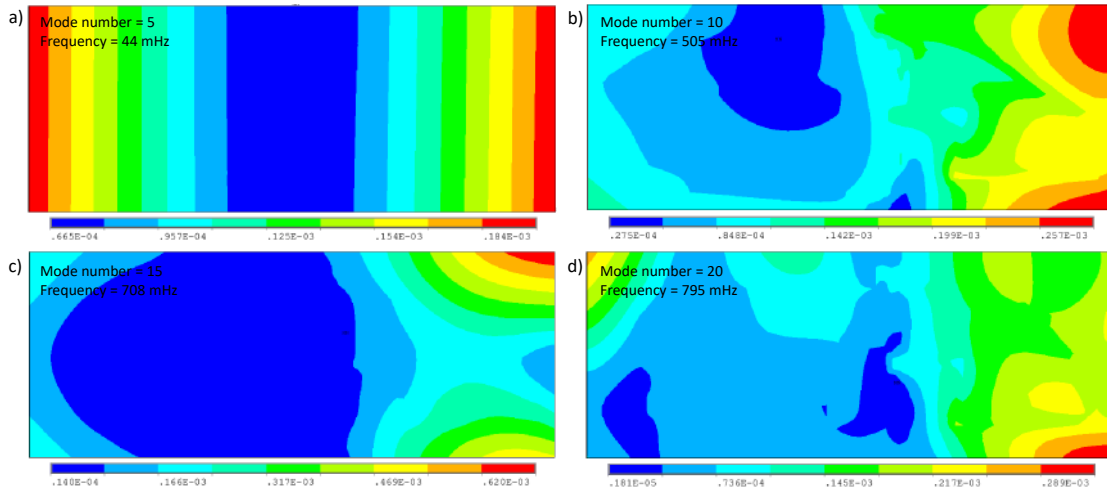 a)
Mode number = 5
Frequency = 44 mHz
.665E-04 .957E-04 .125E-03 .154E-03 .184E-03
b)
Mode number = 10
Frequency = 505 mHz
.275E-04 .848E-04 .142E-03 .199E-03 .257E-03
c)
Mode number = 15
Frequency = 708 mHz
.140E-04 .166E-03 .317E-03 .469E-03 .620E-03
d)
Mode number = 20
Frequency = 795 mHz
.181E-05 .736E-04 .145E-03 .217E-03 .289E-03